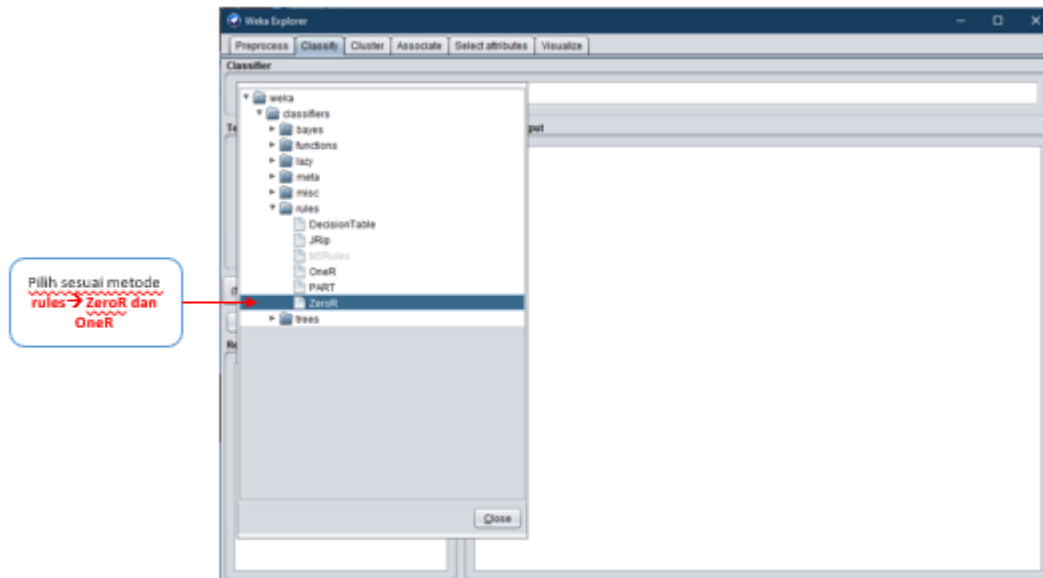 Weka Explorer
Preprocess Classify Cluster Associate Select attributes Visualize
Classifier
weka
classifiers
bayes
functions
lazy
meta
misc
rules
DecisionTable
JRip
M5Rules
OneR
PART
ZeroR
trees
Close
Pilih sesuai metode
rules→ZeroR dan
OneR